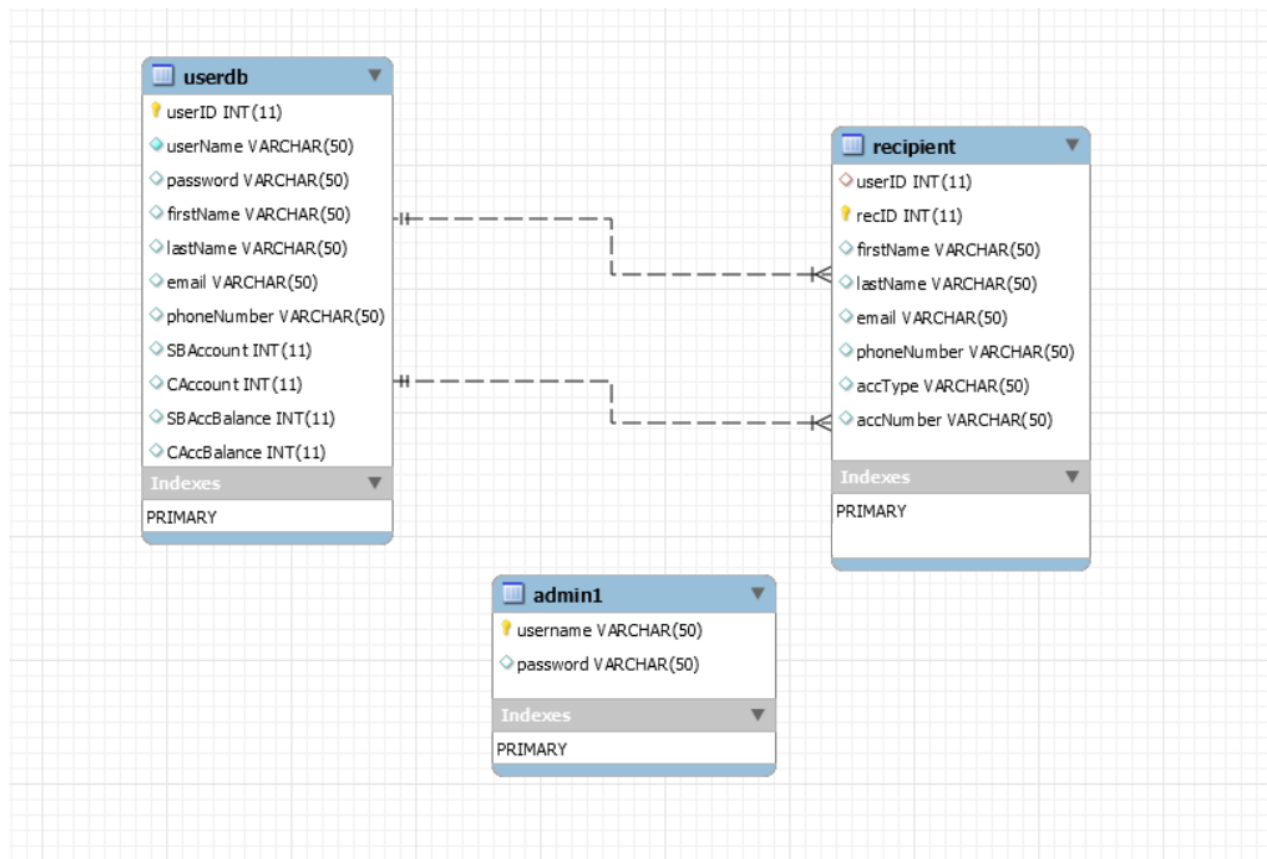 userdb
userID INT(11)
userName VARCHAR(50)
password VARCHAR(50)
firstName VARCHAR(50)
lastName VARCHAR(50)
email VARCHAR(50)
phoneNumber VARCHAR(50)
SBAccount INT(11)
CAccount INT(11)
SBAccBalance INT(11)
CAccBalance INT(11)
Indexes
PRIMARY
recipient
userID INT(11)
recID INT(11)
firstName VARCHAR(50)
lastName VARCHAR(50)
email VARCHAR(50)
phoneNumber VARCHAR(50)
accType VARCHAR(50)
accNumber VARCHAR(50)
Indexes
PRIMARY
admin1
username VARCHAR(50)
password VARCHAR(50)
Indexes
PRIMARY